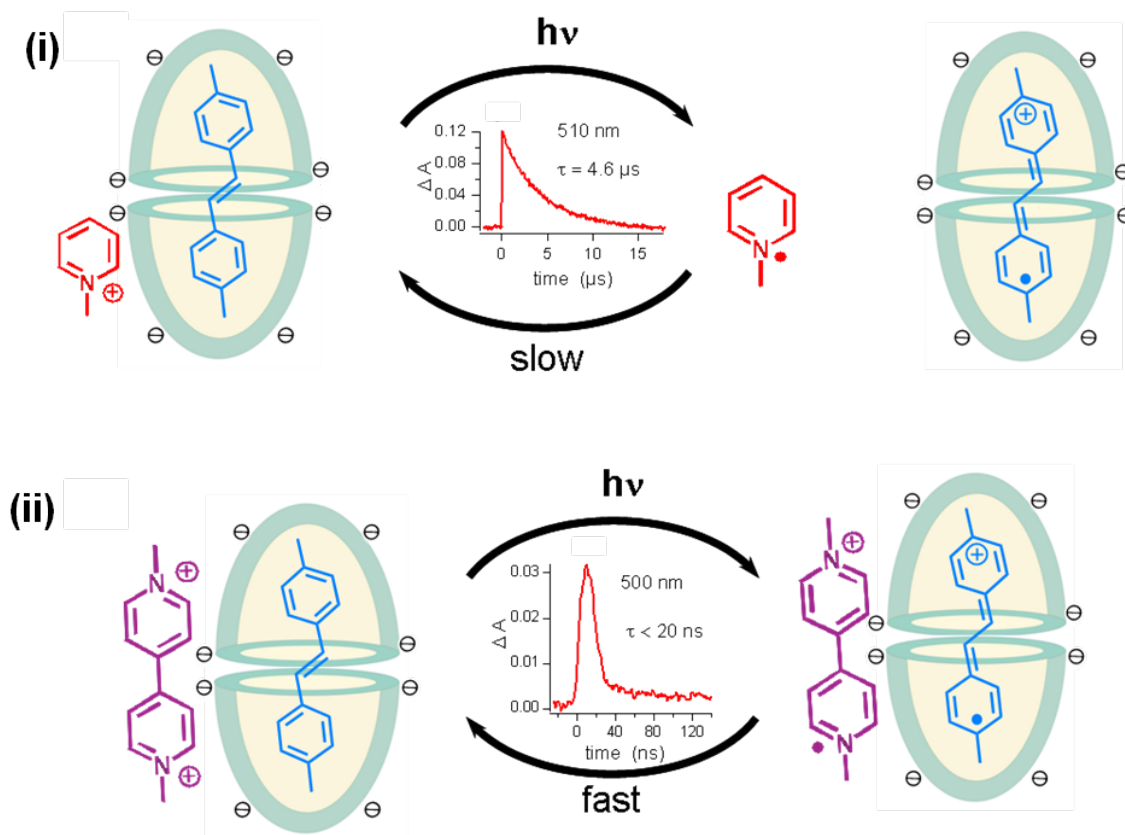 (i)
hν
0.12
0.08
0.04
0.00
ΔA
510 nm
τ = 4.6 µs
0 5 10 15
time (µs)
slow
N
⊕
N
•
⊕
•
⊖ ⊖ ⊖ ⊖ ⊖ ⊖ ⊖ ⊖
⊖ ⊖ ⊖ ⊖ ⊖ ⊖ ⊖ ⊖
(ii)
hν
0.03
0.02
0.01
0.00
ΔA
500 nm
τ < 20 ns
0 40 80 120
time (ns)
fast
N ⊕
N ⊕
N ⊕
• N
⊕
•
⊖ ⊖ ⊖ ⊖ ⊖ ⊖ ⊖ ⊖
⊖ ⊖ ⊖ ⊖ ⊖ ⊖ ⊖ ⊖